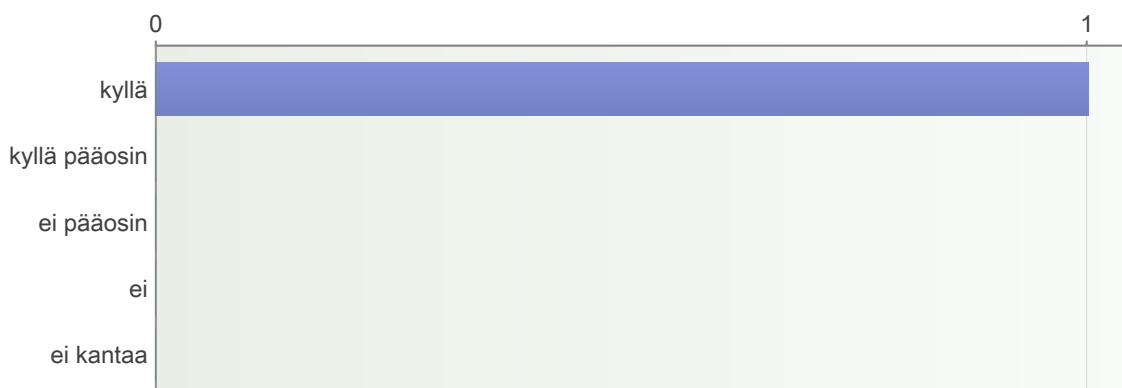 0 1
kyllä
kyllä pääosin
ei pääosin
ei
ei kantaa